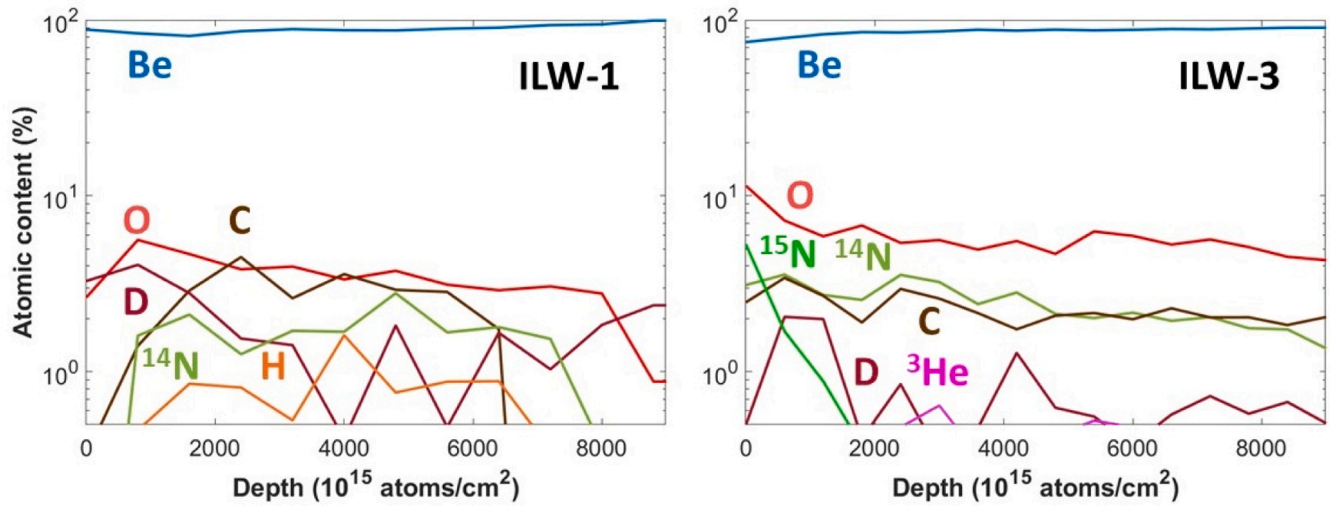 Atomic content (%)
10²
10¹
10⁰
Be
ILW-1
O
C
D
¹⁴N
H
0
2000
4000
6000
8000
Depth (10¹⁵ atoms/cm²)
10²
10¹
10⁰
Be
ILW-3
O
¹⁵N
¹⁴N
C
D
³He
0
2000
4000
6000
8000
Depth (10¹⁵ atoms/cm²)